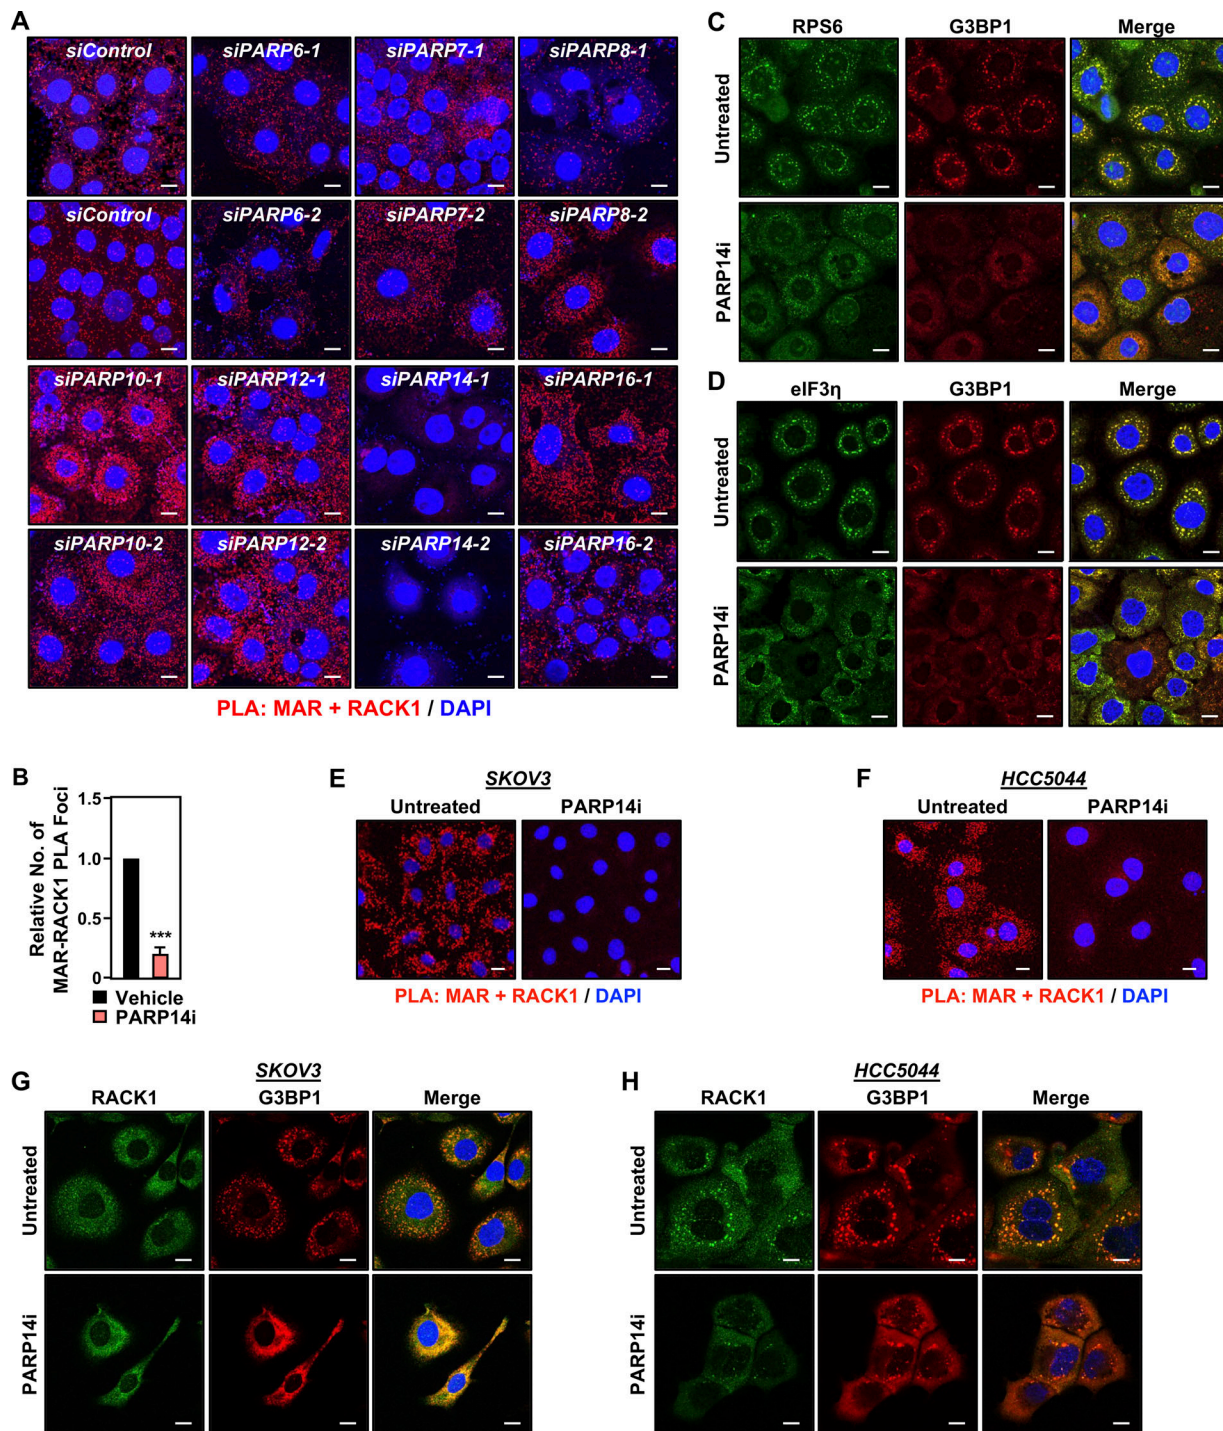 A
siControl siPARP6-1 siPARP7-1 siPARP8-1
siControl siPARP6-2 siPARP7-2 siPARP8-2
siPARP10-1 siPARP12-1 siPARP14-1 siPARP16-1
siPARP10-2 siPARP12-2 siPARP14-2 siPARP16-2
PLA: MAR + RACK1 / DAPI
B
Relative No. of
MAR-RACK1 PLA Foci
1.5
1.0
0.5
0
***
Vehicle
PARP14i
C
RPS6 G3BP1 Merge
Untreated
PARP14i
D
eIF3η G3BP1 Merge
Untreated
PARP14i
E
SKOV3
Untreated PARP14i
PLA: MAR + RACK1 / DAPI
F
HCC5044
Untreated PARP14i
PLA: MAR + RACK1 / DAPI
G
SKOV3
RACK1 G3BP1 Merge
Untreated
PARP14i
H
HCC5044
RACK1 G3BP1 Merge
Untreated
PARP14i